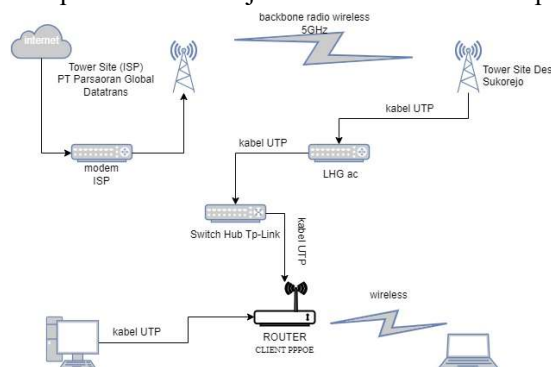 backbone radio wireless
5GHz
internet
Tower Site (ISP)
PT Parsaoran Global
Datatrans
Tower Site Des
Sukorejo
kabel UTP
kabel UTP
modem
ISP
LHG ac
Switch Hub Tp-Link
kabel UTP
wireless
kabel UTP
ROUTER
CLIENT PPPOE